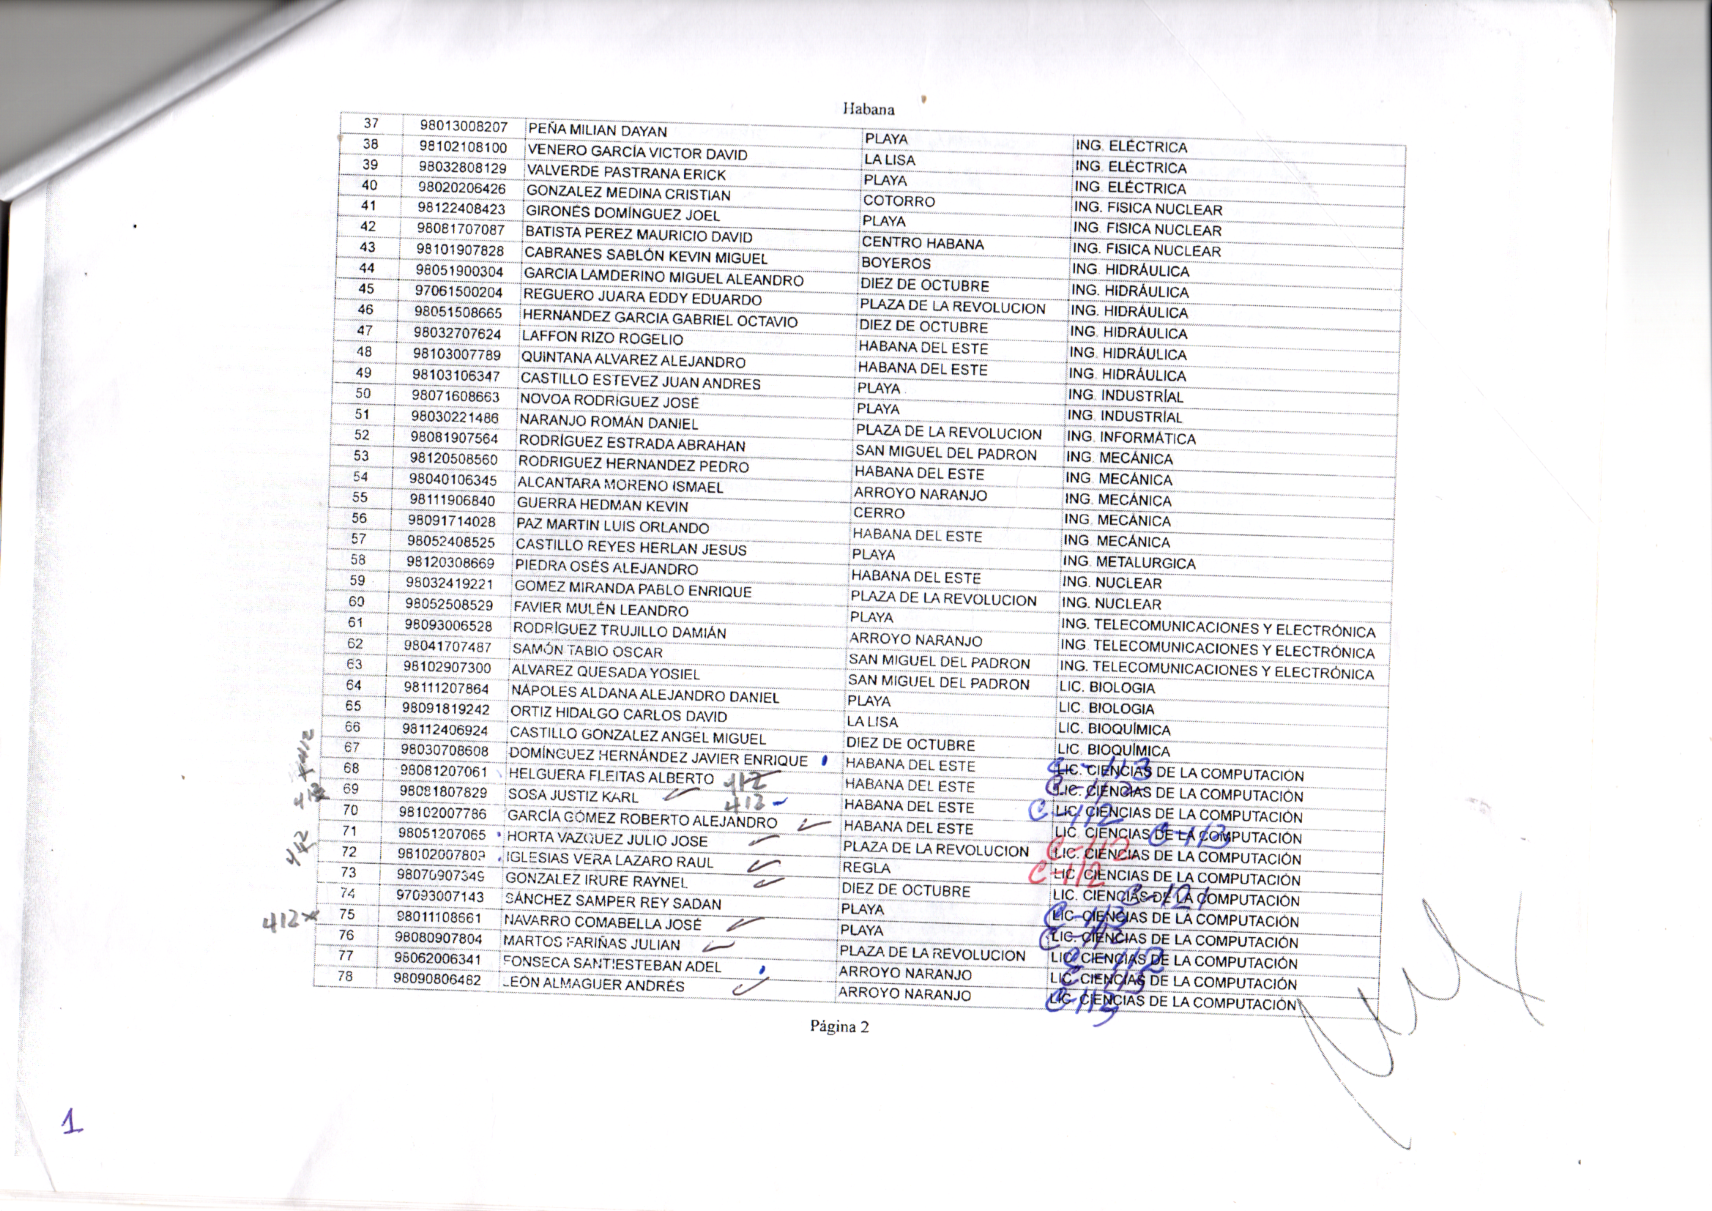 Habana
37 98013008207 PEÑA MILIAN DAYAN PLAYA ING. ELÉCTRICA
38 98102108100 VENERO GARCÍA VICTOR DAVID LA LISA ING. ELÉCTRICA
39 98032808129 VALVERDE PASTRANA ERICK PLAYA ING. ELÉCTRICA
40 98020206426 GONZALEZ MEDINA CRISTIAN COTORRO ING. FISICA NUCLEAR
41 98122408423 GIRONÉS DOMÍNGUEZ JOEL PLAYA ING. FISICA NUCLEAR
42 98081707087 BATISTA PEREZ MAURICIO DAVID CENTRO HABANA ING. FISICA NUCLEAR
43 98101907828 CABRANES SABLÓN KEVIN MIGUEL BOYEROS ING. HIDRÁULICA
44 98051900304 GARCIA LAMDERINO MIGUEL ALEANDRO DIEZ DE OCTUBRE ING. HIDRÁULICA
45 97061500204 REGUERO JUARA EDDY EDUARDO PLAZA DE LA REVOLUCION ING. HIDRÁULICA
46 98051508665 HERNANDEZ GARCIA GABRIEL OCTAVIO DIEZ DE OCTUBRE ING. HIDRÁULICA
47 98032707624 LAFFON RIZO ROGELIO HABANA DEL ESTE ING. HIDRÁULICA
48 98103007789 QUINTANA ALVAREZ ALEJANDRO HABANA DEL ESTE ING. HIDRÁULICA
49 98103106347 CASTILLO ESTEVEZ JUAN ANDRES PLAYA ING. INDUSTRÍAL
50 98071608663 NOVOA RODRIGUEZ JOSÉ PLAYA ING. INDUSTRÍAL
51 98030221486 NARANJO ROMÁN DANIEL PLAZA DE LA REVOLUCION ING. INFORMÁTICA
52 98081907564 RODRÍGUEZ ESTRADA ABRAHAN SAN MIGUEL DEL PADRON ING. MECÁNICA
53 98120508560 RODRIGUEZ HERNANDEZ PEDRO HABANA DEL ESTE ING. MECÁNICA
54 98040106345 ALCANTARA MORENO ISMAEL ARROYO NARANJO ING. MECÁNICA
55 98111906840 GUERRA HEDMAN KEVIN CERRO ING. MECÁNICA
56 98091714028 PAZ MARTIN LUIS ORLANDO HABANA DEL ESTE ING. MECÁNICA
57 98052408525 CASTILLO REYES HERLAN JESUS PLAYA ING. METALURGICA
58 98120308669 PIEDRA OSÉS ALEJANDRO HABANA DEL ESTE ING. NUCLEAR
59 98032419221 GOMEZ MIRANDA PABLO ENRIQUE PLAZA DE LA REVOLUCION ING. NUCLEAR
60 98052508529 FAVIER MULÉN LEANDRO PLAYA ING. TELECOMUNICACIONES Y ELECTRÓNICA
61 98093006528 RODRÍGUEZ TRUJILLO DAMIÁN ARROYO NARANJO ING. TELECOMUNICACIONES Y ELECTRÓNICA
62 98041707487 SAMÓN TABIO OSCAR SAN MIGUEL DEL PADRON ING. TELECOMUNICACIONES Y ELECTRÓNICA
63 98102907300 ALVAREZ QUESADA YOSIEL SAN MIGUEL DEL PADRON LIC. BIOLOGIA
64 98111207864 NÁPOLES ALDANA ALEJANDRO DANIEL PLAYA LIC. BIOLOGIA
65 98091819242 ORTIZ HIDALGO CARLOS DAVID LA LISA LIC. BIOQUÍMICA
66 98112406924 CASTILLO GONZALEZ ANGEL MIGUEL DIEZ DE OCTUBRE LIC. BIOQUÍMICA
67 98030708608 DOMÍNGUEZ HERNÁNDEZ JAVIER ENRIQUE HABANA DEL ESTE LIC. CIENCIAS DE LA COMPUTACIÓN C-113
68 98081207061 HELGUERA FLEITAS ALBERTO 412 HABANA DEL ESTE LIC. CIENCIAS DE LA COMPUTACIÓN
412 69 98081807829 SOSA JUSTIZ KARL 412 HABANA DEL ESTE LIC. CIENCIAS DE LA COMPUTACIÓN C-112
70 98102007786 GARCÍA GÓMEZ ROBERTO ALEJANDRO HABANA DEL ESTE LIC. CIENCIAS DE LA COMPUTACIÓN C-113
412 71 98051207065 HORTA VAZQUEZ JULIO JOSE PLAZA DE LA REVOLUCION LIC. CIENCIAS DE LA COMPUTACIÓN C-112
72 98102007803 IGLESIAS VERA LAZARO RAUL REGLA LIC. CIENCIAS DE LA COMPUTACIÓN C-112
73 98070907349 GONZALEZ IRURE RAYNEL DIEZ DE OCTUBRE LIC. CIENCIAS DE LA COMPUTACIÓN C-121
74 97093007143 SÁNCHEZ SAMPER REY SADAN PLAYA LIC. CIENCIAS DE LA COMPUTACIÓN C-113
412 75 98011108661 NAVARRO COMABELLA JOSÉ PLAYA LIC. CIENCIAS DE LA COMPUTACIÓN
76 98080907804 MARTOS FARIÑAS JULIAN PLAZA DE LA REVOLUCION LIC. CIENCIAS DE LA COMPUTACIÓN C-112
77 98062006341 FONSECA SANTIESTEBAN ADEL ARROYO NARANJO LIC. CIENCIAS DE LA COMPUTACIÓN
78 98090806482 LEÓN ALMAGUER ANDRÉS ARROYO NARANJO LIC. CIENCIAS DE LA COMPUTACIÓN C-113
Página 2
1